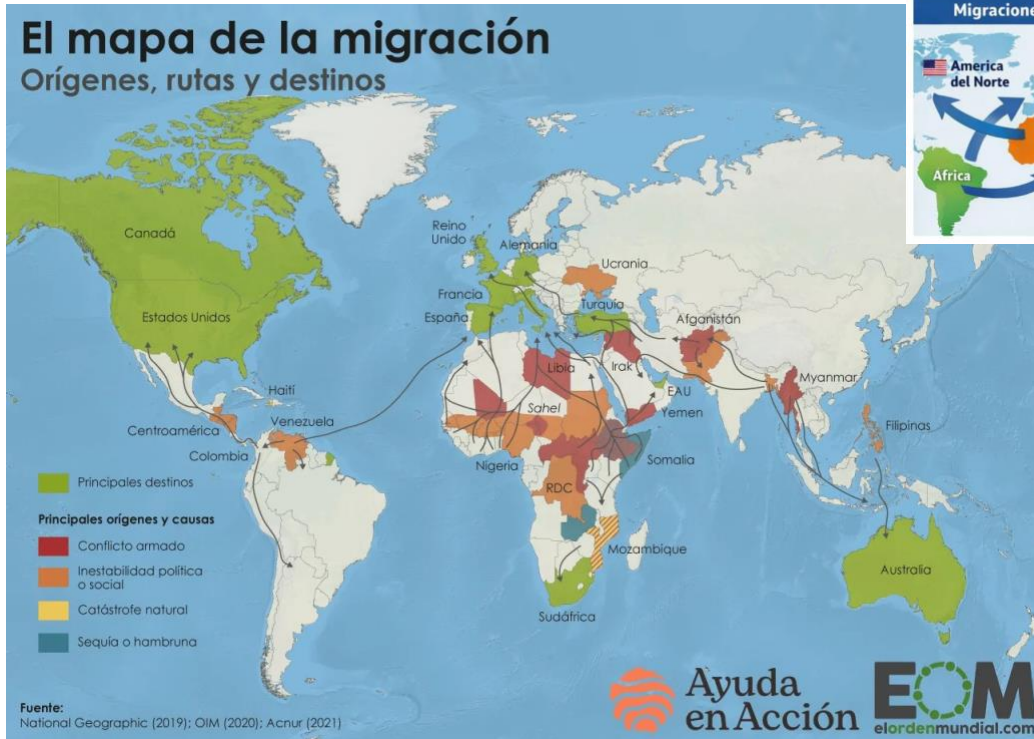 El mapa de la migración
Orígenes, rutas y destinos
Migracione
America
del Norte
Africa
Canadá
Estados Unidos
Reino
Unido
Alemania
Ucrania
Francia
España
Turquía
Afganistán
Libia
Irak
Myanmar
Haití
EAU
Sahel
Yemen
Centroamérica
Venezuela
Filipinas
Colombia
Nigeria
Somalia
RDC
Mozambique
Australia
Sudáfrica
Principales destinos
Principales orígenes y causas
Conflicto armado
Inestabilidad política
o social
Catástrofe natural
Sequía o hambruna
Fuente:
National Geographic (2019); OIM (2020); Acnur (2021)
Ayuda
en Acción
EOM
elordenmundial.com